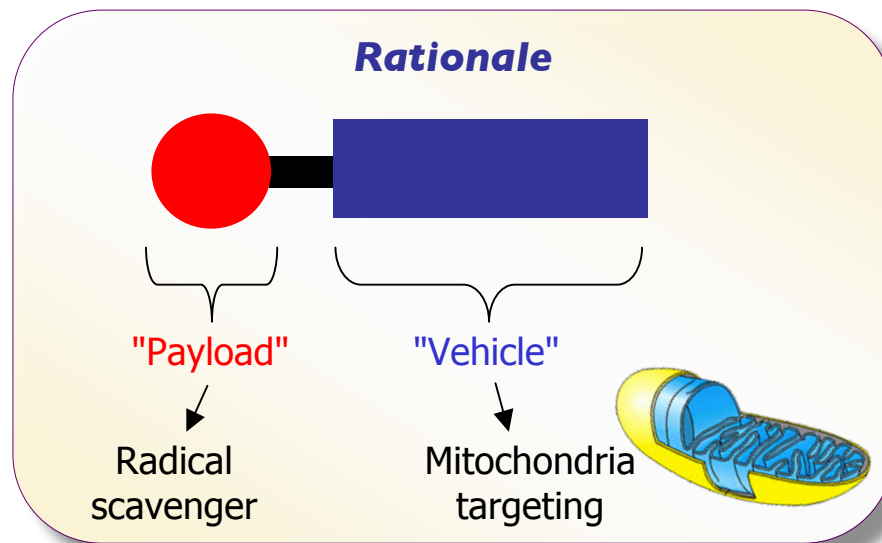 Rationale
"Payload" "Vehicle"
Radical
scavenger
Mitochondria
targeting